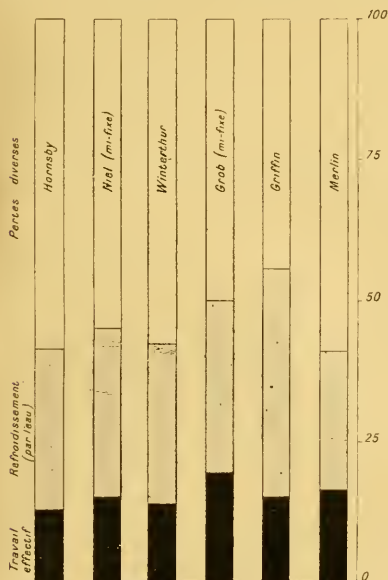 Pertes diverses
Refroidissement
(par l'eau)
Travail
effectif
Hornsby
Niel (mi-fixe)
Winterthur
Grob (mi-fixe)
Griffin
Merlin
100
75
50
25
0